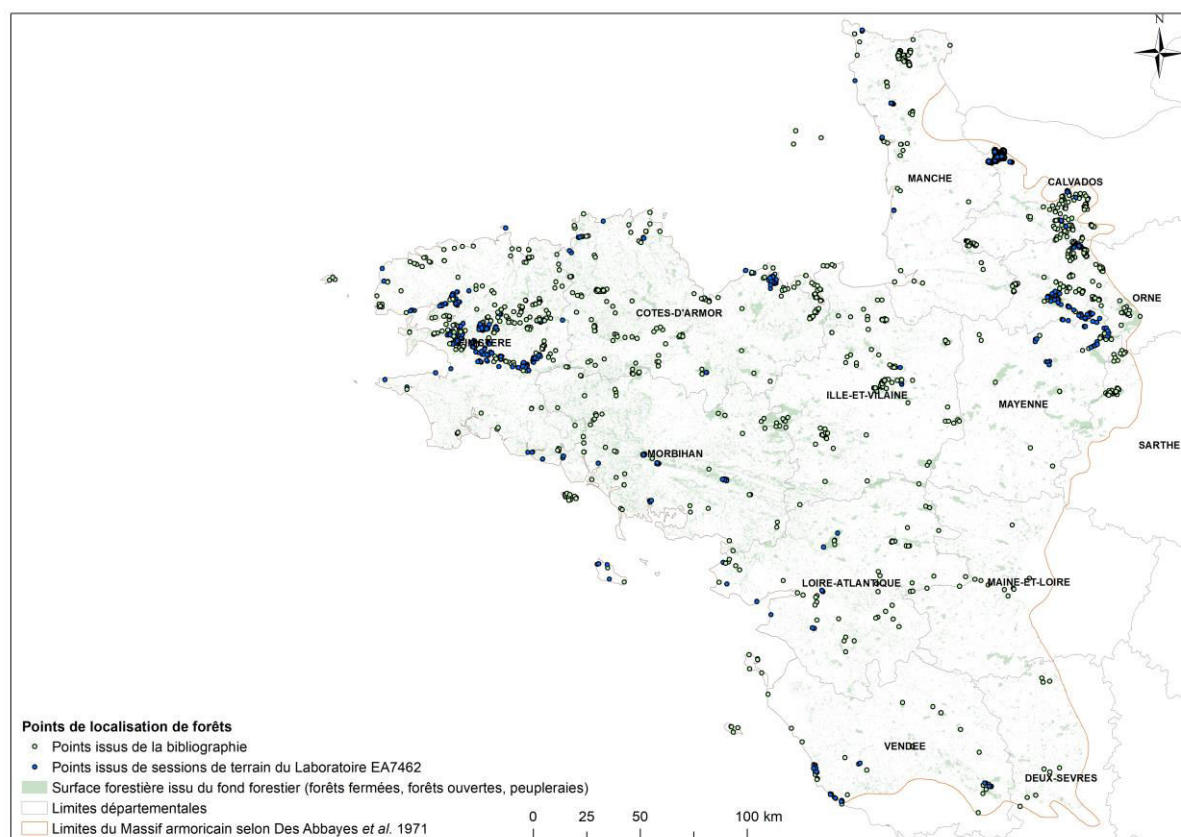 N
MANCHE
CALVADOS
ORNE
COTES-D'ARMOR
ILLE-ET-VILAINE
MAYENNE
SARTHE
MORBIHAN
LOIRE-ATLANTIQUE
MAINE-ET-LOIRE
VENDEE
DEUX-SEVRES
Points de localisation de forêts
Points issus de la bibliographie
Points issus de sessions de terrain du Laboratoire EA7462
Surface forestière issu du fond forestier (forêts fermées, forêts ouvertes, peupleraies)
Limites départementales
Limites du Massif armoricain selon Des Abbayes et al. 1971
0 25 50 100 km